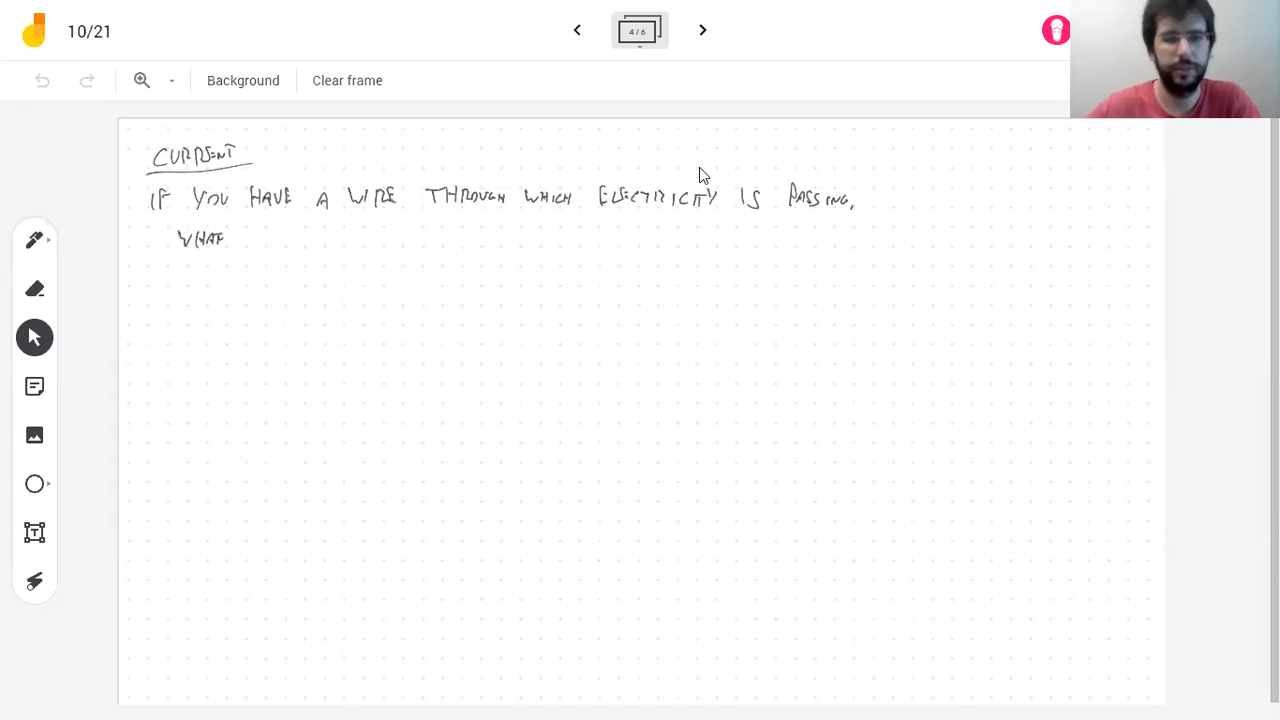 10/21
4 / 6
Background
Clear frame
CURRENT
IF YOU HAVE A WIRE THROUGH WHICH ELECTRICITY IS PASSING,
WHAT